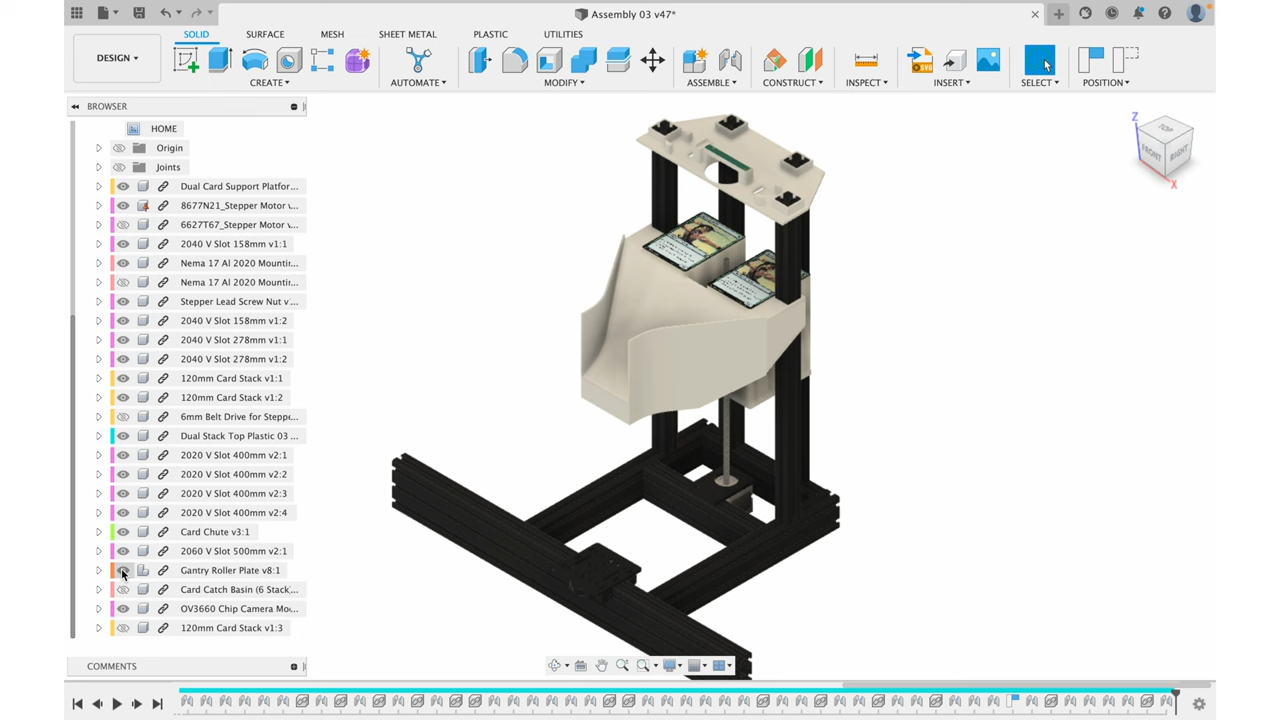 Assembly 03 v47*
DESIGN
SOLID SURFACE MESH SHEET METAL PLASTIC UTILITIES
CREATE AUTOMATE MODIFY ASSEMBLE CONSTRUCT INSPECT INSERT SELECT POSITION
BROWSER
HOME
Origin
Joints
Dual Card Support Platfor...
8677N21_Stepper Motor v...
6627T67_Stepper Motor v...
2040 V Slot 158mm v1:1
Nema 17 Al 2020 Mountin...
Nema 17 Al 2020 Mountin...
Stepper Lead Screw Nut v...
2040 V Slot 158mm v1:2
2040 V Slot 278mm v1:1
2040 V Slot 278mm v1:2
120mm Card Stack v1:1
120mm Card Stack v1:2
6mm Belt Drive for Steppe...
Dual Stack Top Plastic 03 ...
2020 V Slot 400mm v2:1
2020 V Slot 400mm v2:2
2020 V Slot 400mm v2:3
2020 V Slot 400mm v2:4
Card Chute v3:1
2060 V Slot 500mm v2:1
Gantry Roller Plate v8:1
Card Catch Basin (6 Stack)...
OV3660 Chip Camera Mo...
120mm Card Stack v1:3
COMMENTS
Z
TOP
FRONT RIGHT
X